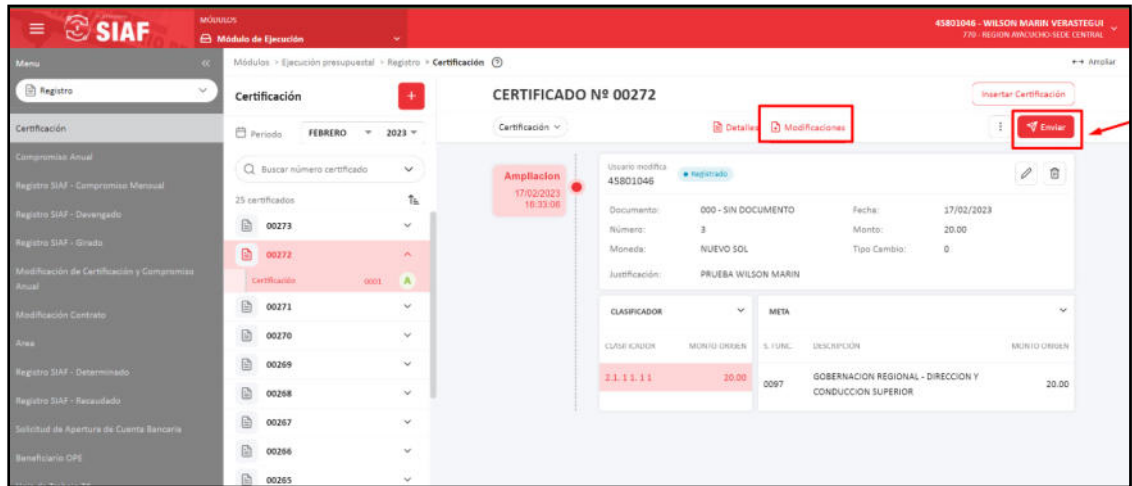 SIAF
MÓDULOS
Módulo de Ejecución
45801046 - WILSON MARIN VERASTEGUI
770 - REGION AYACUCHO-SEDE CENTRAL
Menu
Registro
Certificación
Compromiso Anual
Registro SIAF - Compromiso Mensual
Registro SIAF - Devengado
Registro SIAF - Girado
Modificación de Certificación y Compromiso
Anual
Modificación Contrato
Area
Registro SIAF - Determinado
Registro SIAF - Recaudado
Solicitud de Apertura de Cuenta Bancaria
Beneficiario OPS
Módulos > Ejecución presupuestal > Registro > Certificación
Ampliar
Certificación
+
Periodo FEBRERO 2023
Buscar número certificado
25 certificados
00273
00272
Certificación 0001 A
00271
00270
00269
00268
00267
00266
00265
CERTIFICADO Nº 00272
Insertar Certificación
Certificación
Detalles
Modificaciones
Enviar
Ampliacion
17/02/2023
Usuario modifica
45801046
Registrado
Documento: 000 - SIN DOCUMENTO Fecha: 17/02/2023
Número: 3 Monto: 20.00
Moneda: NUEVO SOL Tipo Cambio: 0
Justificación: PRUEBA WILSON MARIN
CLASIFICADOR META
CLASIFICADOR MONTO ORIGEN S. FUNC. DESCRIPCIÓN MONTO ORIGEN
2.1. 1 1. 1 1 20.00 0097 GOBERNACION REGIONAL - DIRECCION Y
CONDUCCION SUPERIOR 20.00